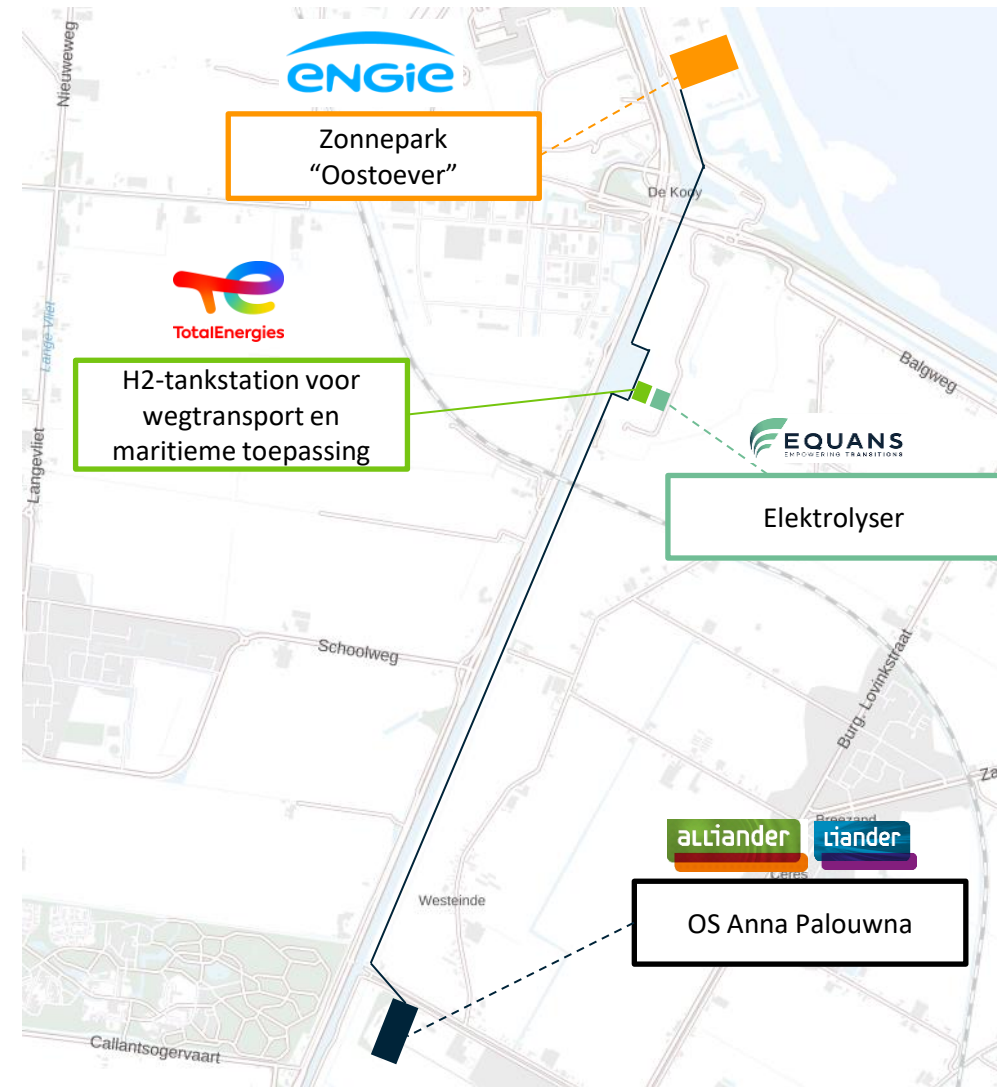 Nieuweweg
ENGIE
Zonnepark
“Oostoever”
De Kooy
TotalEnergies
Lange Vliet
H2-tankstation voor
wegtransport en
maritieme toepassing
Balgweg
Langevliet
EQUANS
EMPOWERING TRANSITIONS
Elektrolyser
Schoolweg
Burg. Lovinkstraat
Za
Breezand
alliander
Liander
Ceres
Westeinde
OS Anna Palouwna
Callantsogervaart